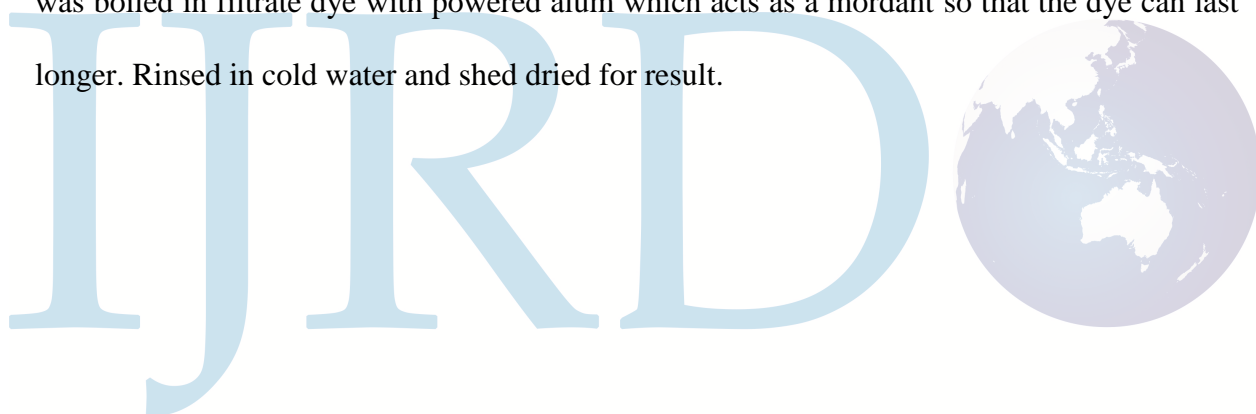 was boiled in filtrate dye with powered alum which acts as a mordant so that the dye can last
longer. Rinsed in cold water and shed dried for result.
IJRD